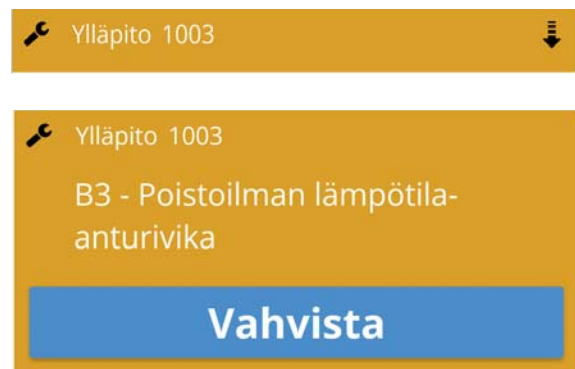 Ylläpito 1003
Ylläpito 1003
B3 - Poistoilman lämpötila-
anturivika
Vahvista